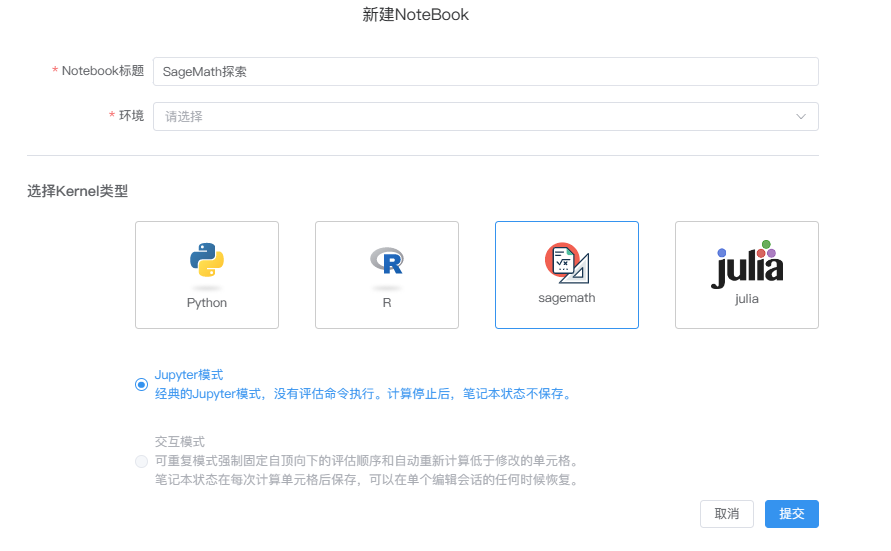 新建NoteBook
* Notebook标题 SageMath探索
* 环境 请选择
选择Kernel类型
Python
R
R
sagemath
julia
julia
Jupyter模式
经典的Jupyter模式，没有评估命令执行。计算停止后，笔记本状态不保存。
交互模式
可重复模式强制固定自顶向下的评估顺序和自动重新计算低于修改的单元格。
笔记本状态在每次计算单元格后保存，可以在单个编辑会话的任何时候恢复。
取消 提交